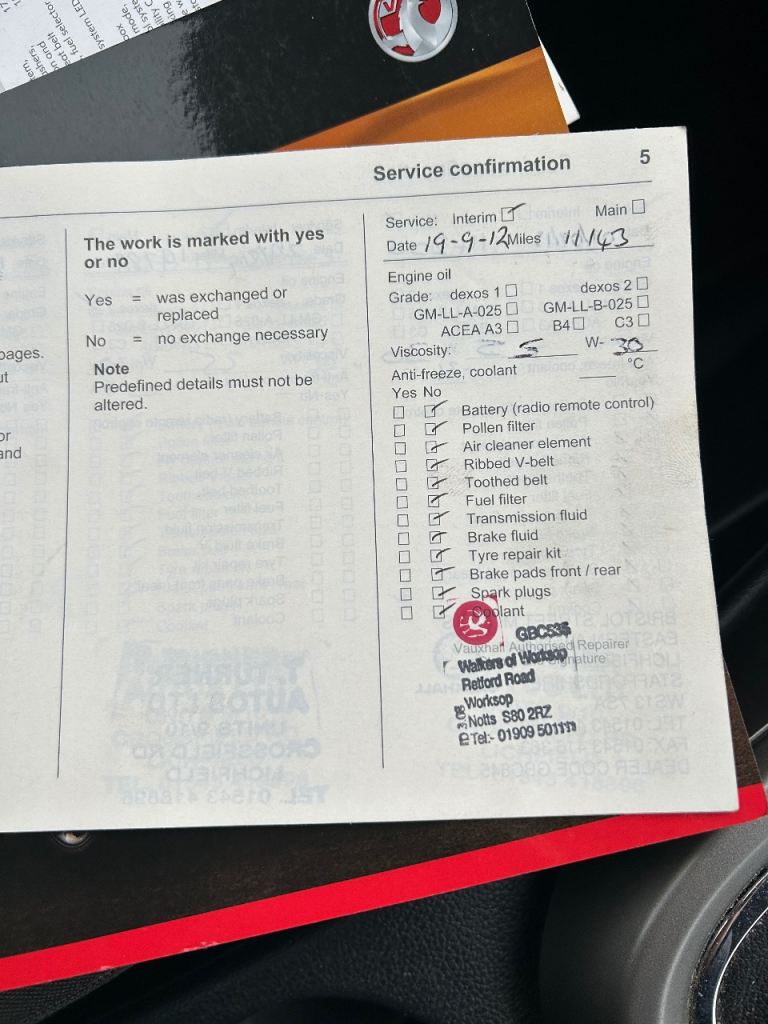 Service confirmation 5
pages.
ut
or
and
The work is marked with yes
or no
Yes = was exchanged or
replaced
No = no exchange necessary
Note
Predefined details must not be
altered.
Service: Interim Main
Date 19-9-12 Miles 11143
Engine oil
Grade: dexos 1 dexos 2
GM-LL-A-025 GM-LL-B-025
ACEA A3 B4 C3
Viscosity: 5 W- 30
Anti-freeze, coolant °C
Yes No
Battery (radio remote control)
Pollen filter
Air cleaner element
Ribbed V-belt
Toothed belt
Fuel filter
Transmission fluid
Brake fluid
Tyre repair kit
Brake pads front / rear
Spark plugs
Coolant
GBC535
Vauxhall Authorised Repairer
Signature
Walkers of Worksop
Retford Road
Worksop
Notts S80 2RZ
Tel:- 01909 501111